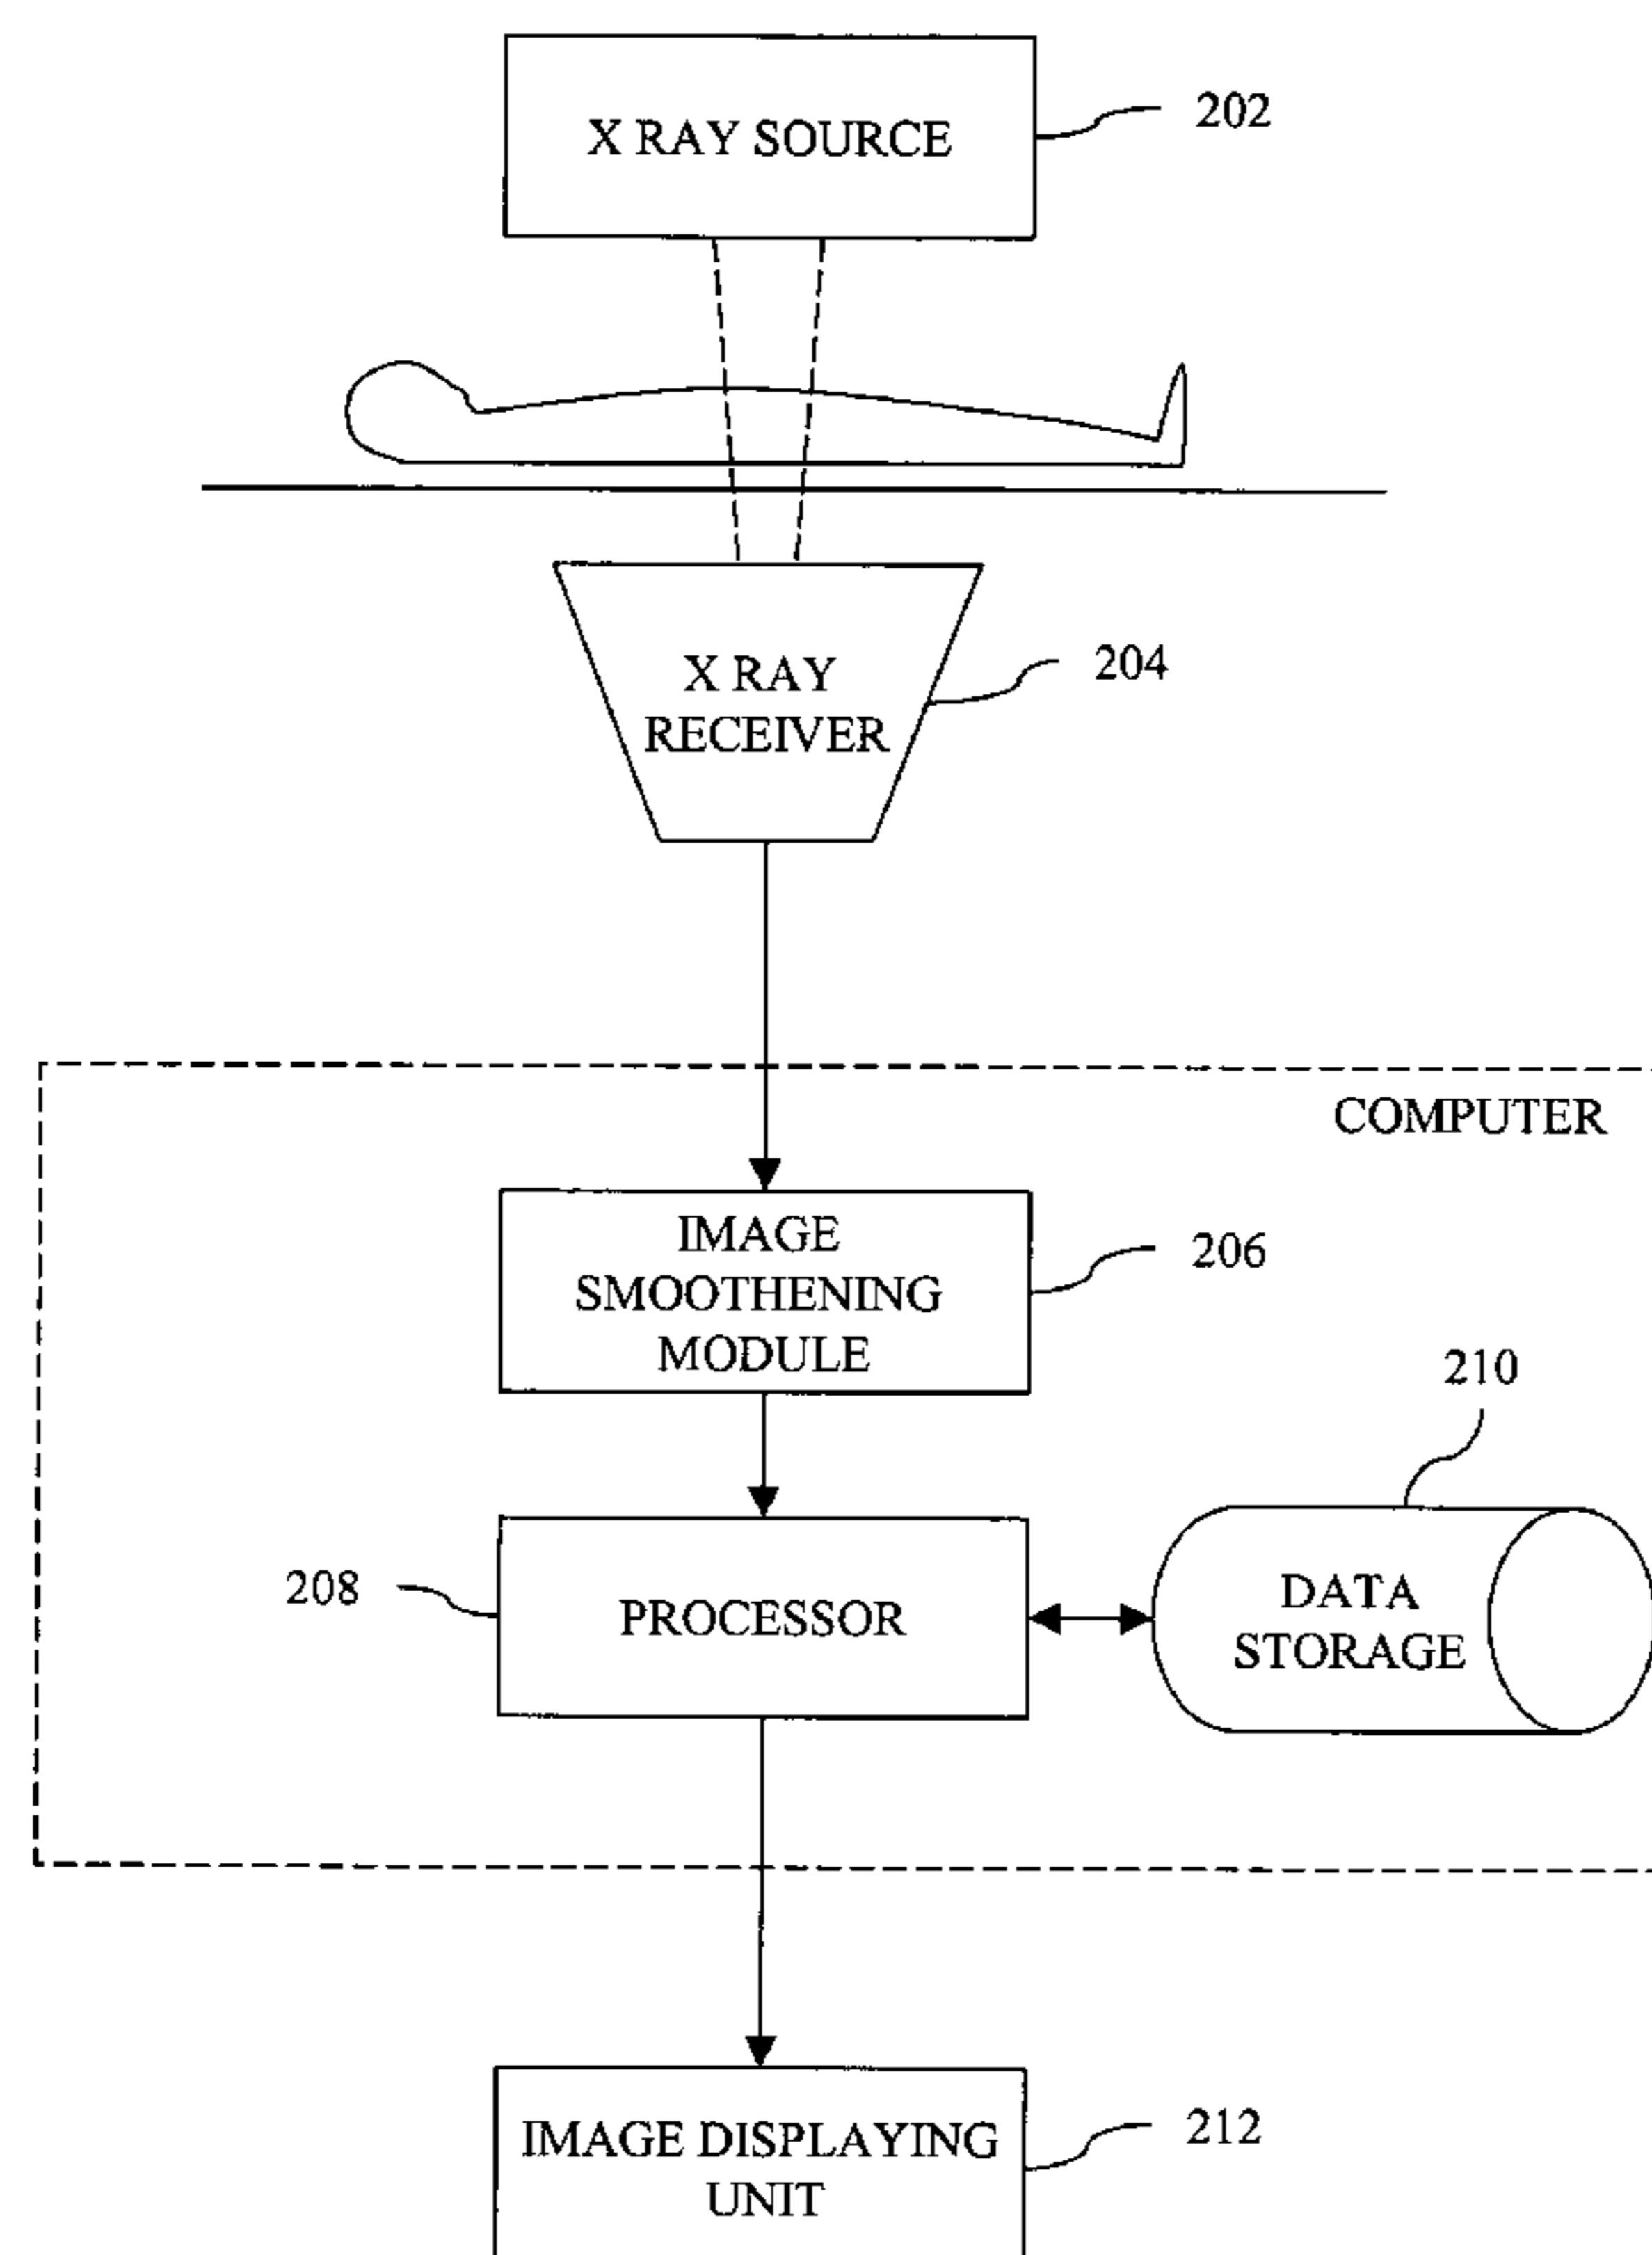 X RAY SOURCE
202
X RAY
RECEIVER
204
COMPUTER
IMAGE
SMOOTHENING
MODULE
206
210
208
PROCESSOR
DATA
STORAGE
IMAGE DISPLAYING
UNIT
212